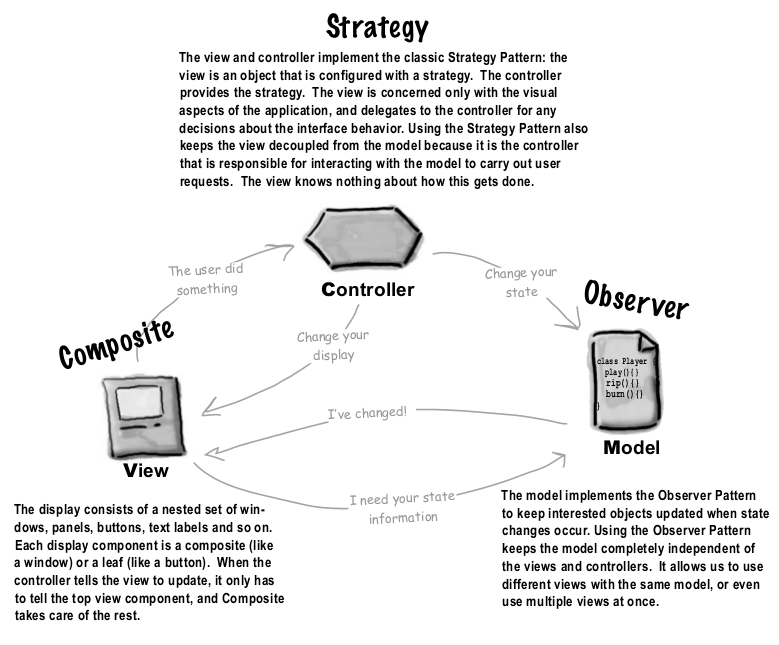 Strategy
The view and controller implement the classic Strategy Pattern: the
view is an object that is configured with a strategy.  The controller
provides the strategy.  The view is concerned only with the visual
aspects of the application, and delegates to the controller for any
decisions about the interface behavior. Using the Strategy Pattern also
keeps the view decoupled from the model because it is the controller
that is responsible for interacting with the model to carry out user
requests.  The view knows nothing about how this gets done.
The user did
something
Controller
Change your
state
Observer
Composite
Change your
display
class Player {
play(){}
rip(){}
burn(){}
}
I've changed!
View
Model
I need your state
information
The display consists of a nested set of win-
dows, panels, buttons, text labels and so on.
Each display component is a composite (like
a window) or a leaf (like a button).  When the
controller tells the view to update, it only has
to tell the top view component, and Composite
takes care of the rest.
The model implements the Observer Pattern
to keep interested objects updated when state
changes occur. Using the Observer Pattern
keeps the model completely independent of
the views and controllers.  It allows us to use
different views with the same model, or even
use multiple views at once.